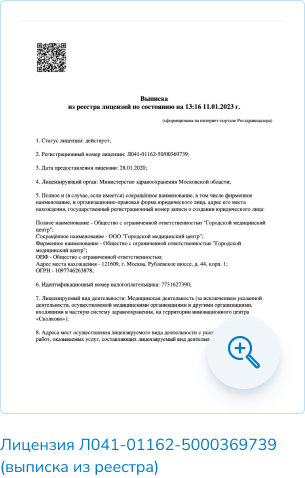 Выписка
из реестра лицензий по состоянию на 13:16 11.01.2023 г.
(сформирована на интернет-портале Росздравнадзора)
1. Статус лицензии: действует;
2. Регистрационный номер лицензии: Л041-01162-50/00369739;
3. Дата предоставления лицензии: 28.01.2020;
4. Лицензирующий орган: Министерство здравоохранения Московской области;
5. Полное и (в случае, если имеется) сокращённое наименование, в том числе фирменное
наименование, и организационно-правовая форма юридического лица, адрес его места
нахождения, государственный регистрационный номер записи о создании юридического лица:
Полное наименование - Общество с ограниченной ответственностью "Городской медицинский
центр";
Сокращённое наименование - ООО "Городской медицинский центр";
Фирменное наименование - Общество с ограниченной ответственностью "Городской
медицинский центр";
ОПФ - Общество с ограниченной ответственностью;
Адрес места нахождения - 121609, г. Москва, Рублевское шоссе, д. 44, корп. 1;
ОГРН - 1097746263878;
6. Идентификационный номер налогоплательщика: 7731627390;
7. Лицензируемый вид деятельности: Медицинская деятельность (за исключением указанной
деятельности, осуществляемой медицинскими организациями и другими организациями,
входящими в частную систему здравоохранения, на территории инновационного центра
«Сколково»);
8. Адреса мест осуществления лицензируемого вида деятельности с
работ, оказываемых услуг, составляющих лицензируемый вид
Лицензия Л041-01162-5000369739
(выписка из реестра)